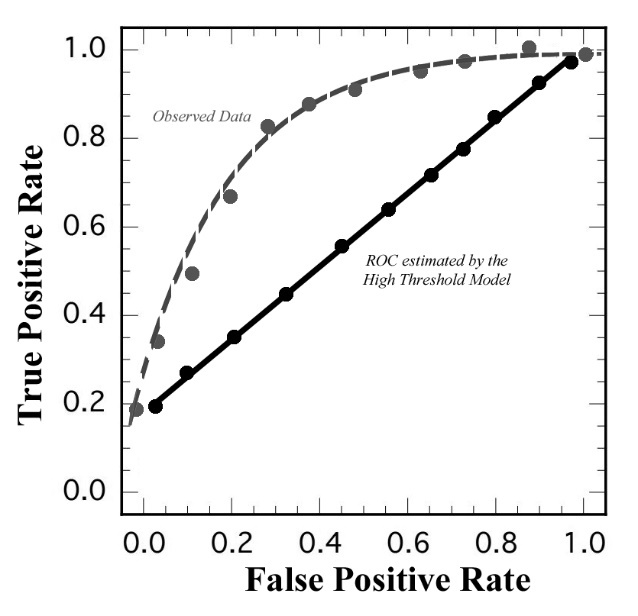 1.0
Observed Data
0.8
True Positive Rate
0.6
ROC estimated by the
High Threshold Model
0.4
0.2
0.0
0.0 0.2 0.4 0.6 0.8 1.0
False Positive Rate